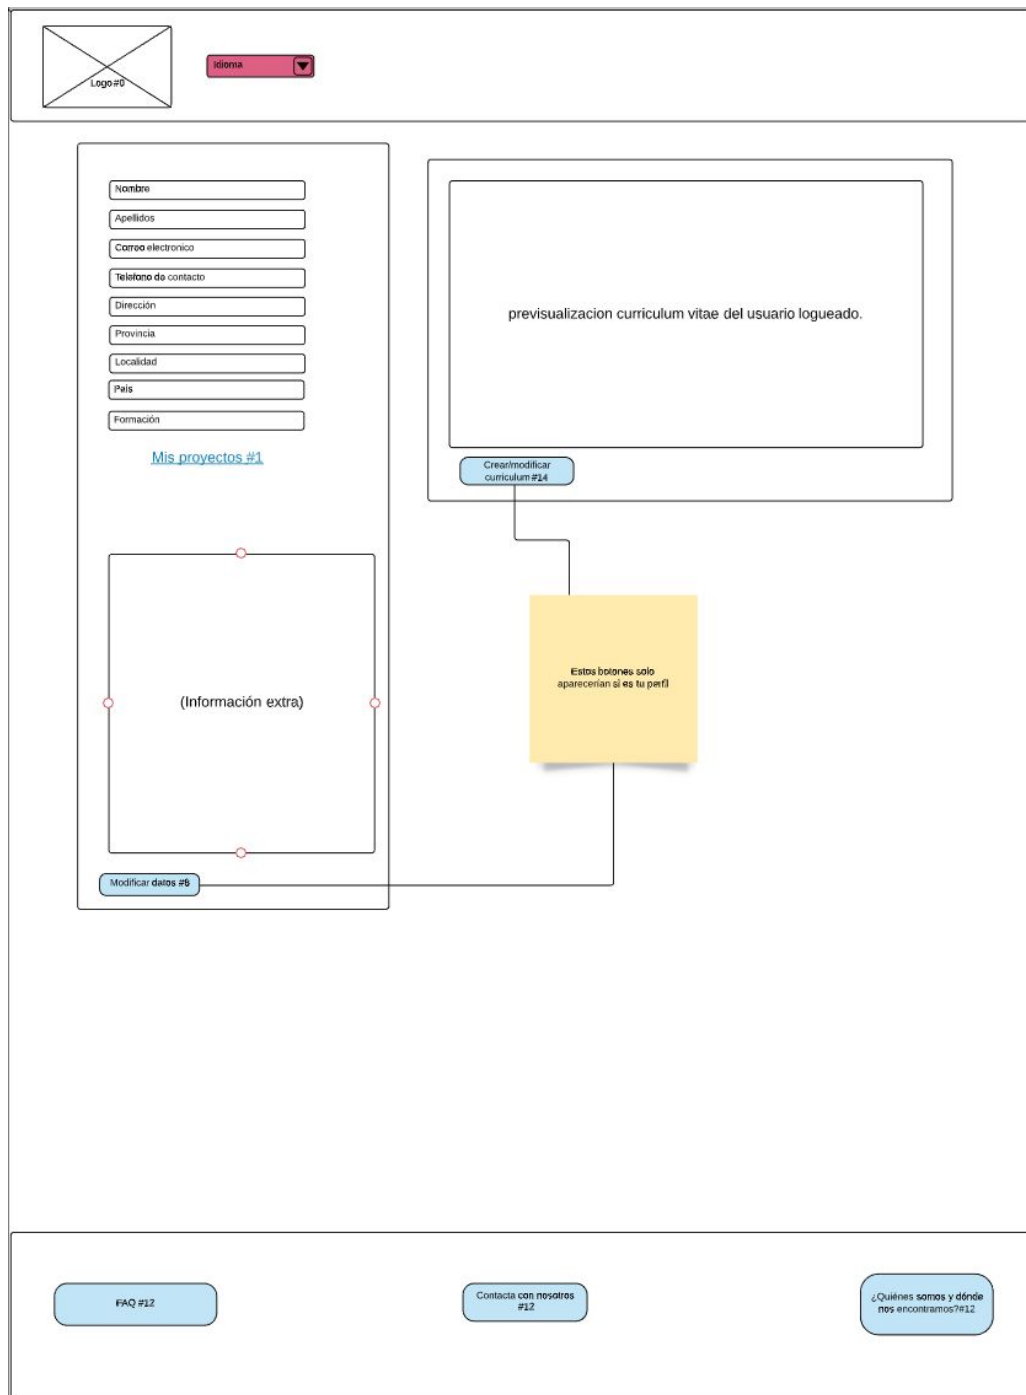 Logo #0
Idioma
Nombre
Apellidos
Correo electronico
Telefono de contacto
Dirección
Provincia
Localidad
Pais
Formación
Mis proyectos #1
(Información extra)
Modificar datos #6
previsualizacion curriculum vitae del usuario logueado.
Crear/modificar
curriculum #14
Estos botones solo
aparecerían si es tu perfil
FAQ #12
Contacta con nosotros
#12
¿Quiénes somos y dónde
nos encontramos?#12